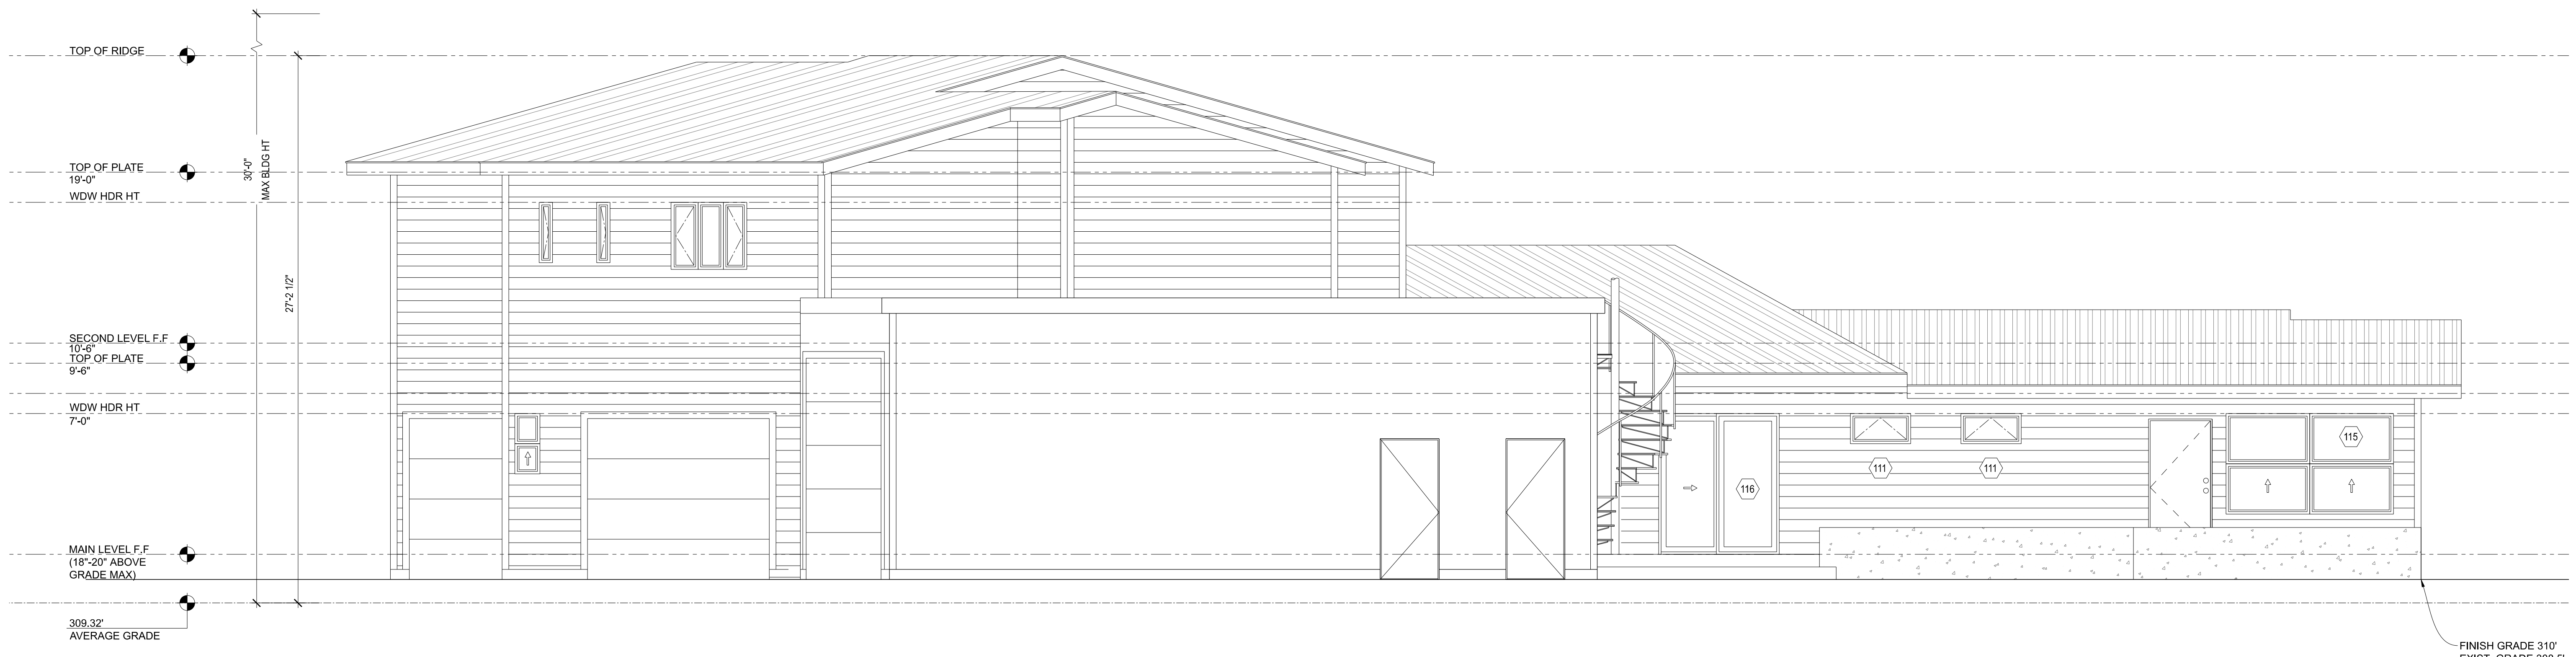 TOP OF RIDGE
30'-0"
MAX BLDG HT
27'-2 1/2"
TOP OF PLATE
19'-0"
WDW HDR HT
SECOND LEVEL F.F
10'-6"
TOP OF PLATE
9'-6"
WDW HDR HT
7'-0"
MAIN LEVEL F.F
(18"-20" ABOVE
GRADE MAX)
309.32'
AVERAGE GRADE
116
111
111
115
FINISH GRADE 310'